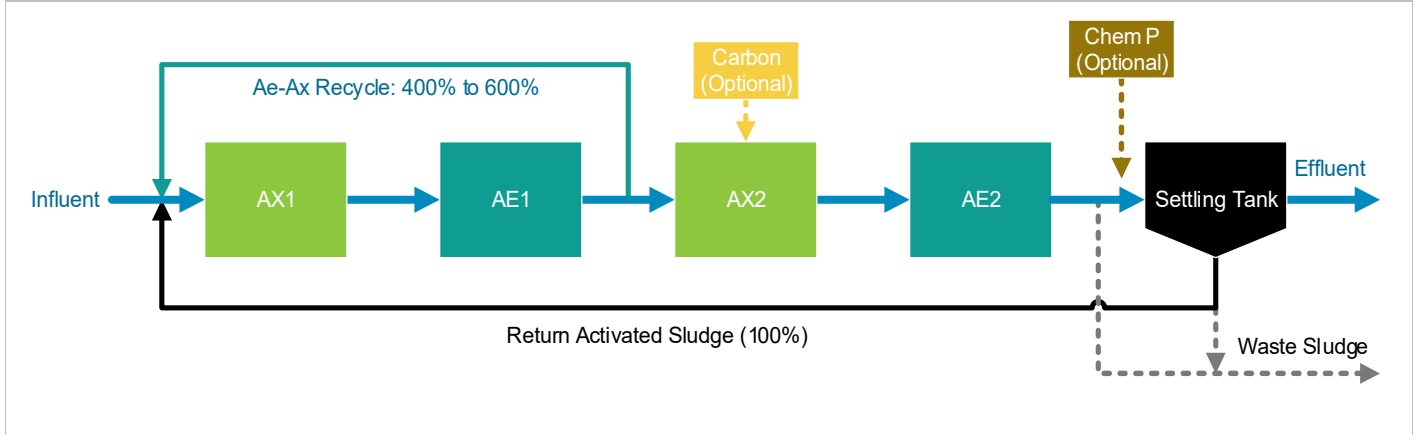 Carbon
(Optional)
Chem P
(Optional)
Ae-Ax Recycle: 400% to 600%
Influent
AX1
AE1
AX2
AE2
Settling Tank
Effluent
Return Activated Sludge (100%)
Waste Sludge